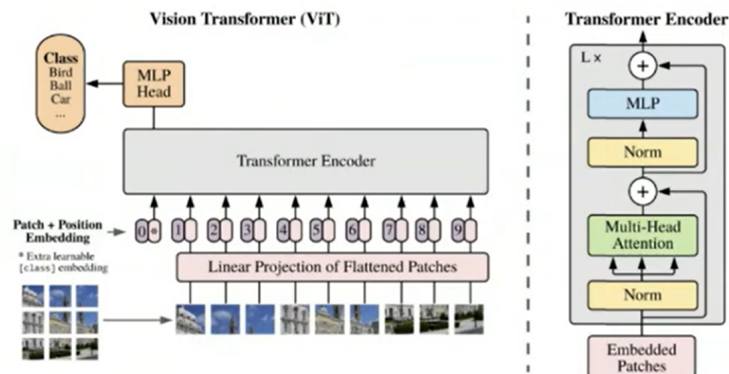 Vision Transformer (ViT)
Class
Bird
Ball
Car
...
MLP
Head
Transformer Encoder
Patch + Position
Embedding
* Extra learnable
[class] embedding
0 * 1 2 3 4 5 6 7 8 9
Linear Projection of Flattened Patches
Transformer Encoder
L ×
+
MLP
Norm
+
Multi-Head
Attention
Norm
Embedded
Patches